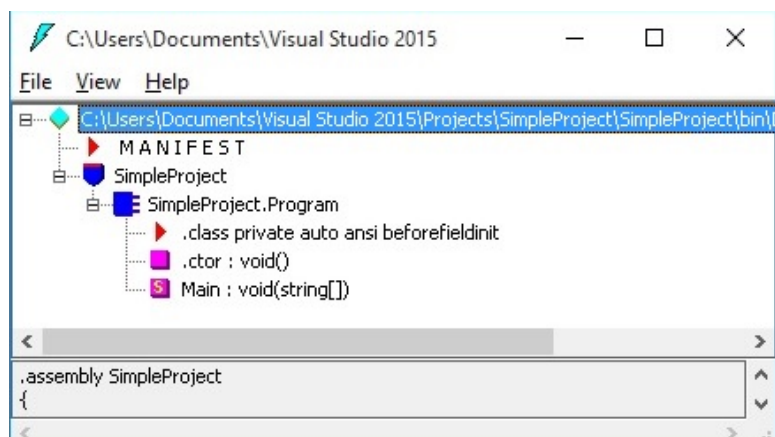 C:\Users\Documents\Visual Studio 2015
File View Help
C:\Users\Documents\Visual Studio 2015\Projects\SimpleProject\SimpleProject\bin\
M A N I F E S T
SimpleProject
SimpleProject.Program
.class private auto ansi beforefieldinit
.ctor : void()
S Main : void(string[])
.assembly SimpleProject
{